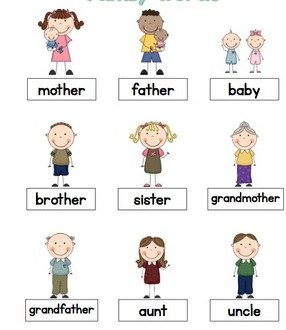 mother father baby
brother sister grandmother
grandfather aunt uncle